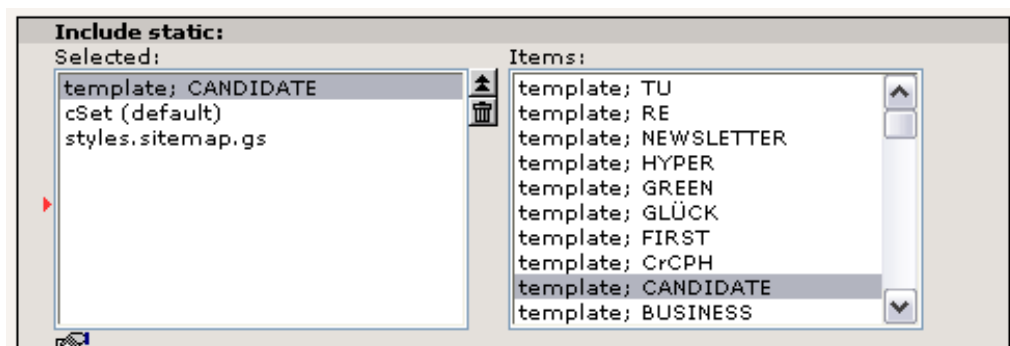 Include static:
Selected:
template; CANDIDATE
cSet (default)
styles.sitemap.gs
Items:
template; TU
template; RE
template; NEWSLETTER
template; HYPER
template; GREEN
template; GLÜCK
template; FIRST
template; CrCPH
template; CANDIDATE
template; BUSINESS